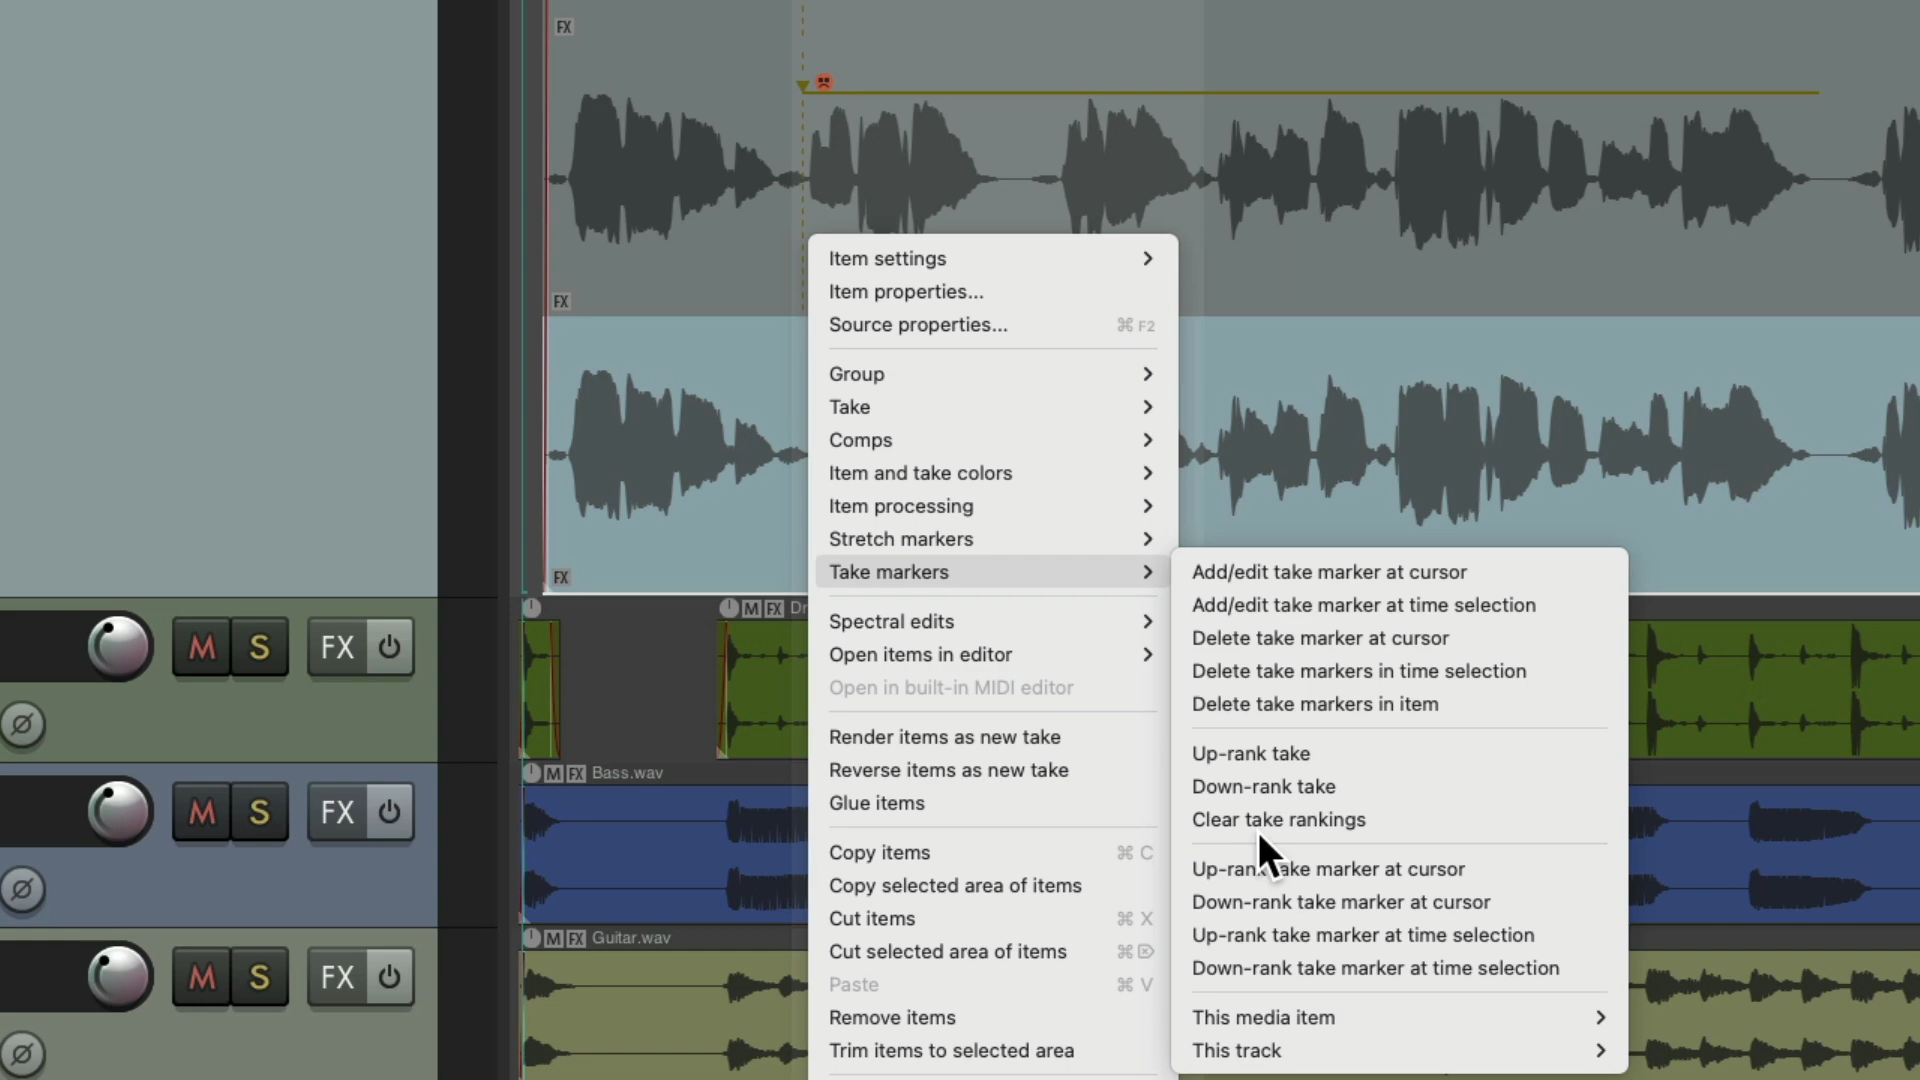 FX
FX
FX
Item settings
Item properties...
Source properties... ⌘ F2
Group
Take
Comps
Item and take colors
Item processing
Stretch markers
Take markers
Spectral edits
Open items in editor
Open in built-in MIDI editor
Render items as new take
Reverse items as new take
Glue items
Copy items ⌘ C
Copy selected area of items
Cut items ⌘ X
Cut selected area of items ⌘ ⌦
Paste ⌘ V
Remove items
Trim items to selected area
Add/edit take marker at cursor
Add/edit take marker at time selection
Delete take marker at cursor
Delete take markers in time selection
Delete take markers in item
Up-rank take
Down-rank take
Clear take rankings
Up-rank take marker at cursor
Down-rank take marker at cursor
Up-rank take marker at time selection
Down-rank take marker at time selection
This media item
This track
M S FX
M FX Dr
M S FX
M FX Bass.wav
M S FX
M FX Guitar.wav